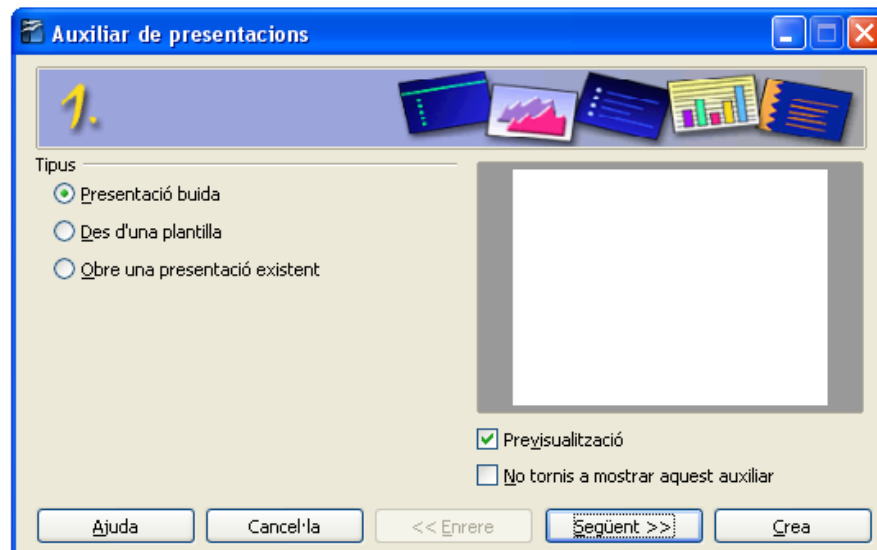 Auxiliar de presentacions
1.
Tipus
Presentació buida
Des d'una plantilla
Obre una presentació existent
Previsualització
No tornis a mostrar aquest auxiliar
Ajuda
Cancel·la
<< Enrere
Següent >>
Crea